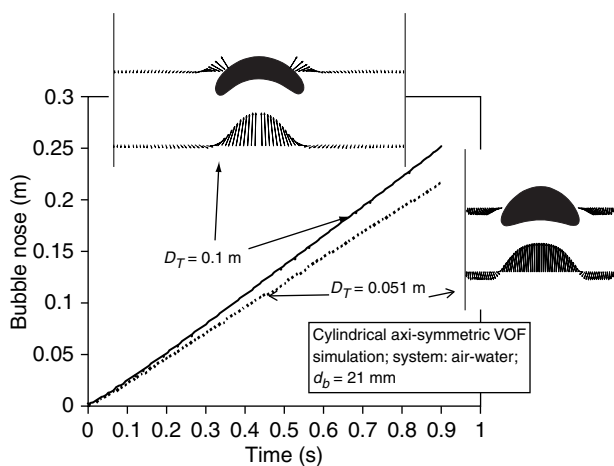 0.3
0.25
0.2
0.15
0.1
0.05
0
Bubble nose (m)
D_T = 0.1 m
D_T = 0.051 m
Cylindrical axi-symmetric VOF
simulation; system: air-water;
d_b = 21 mm
0 0.1 0.2 0.3 0.4 0.5 0.6 0.7 0.8 0.9 1
Time (s)